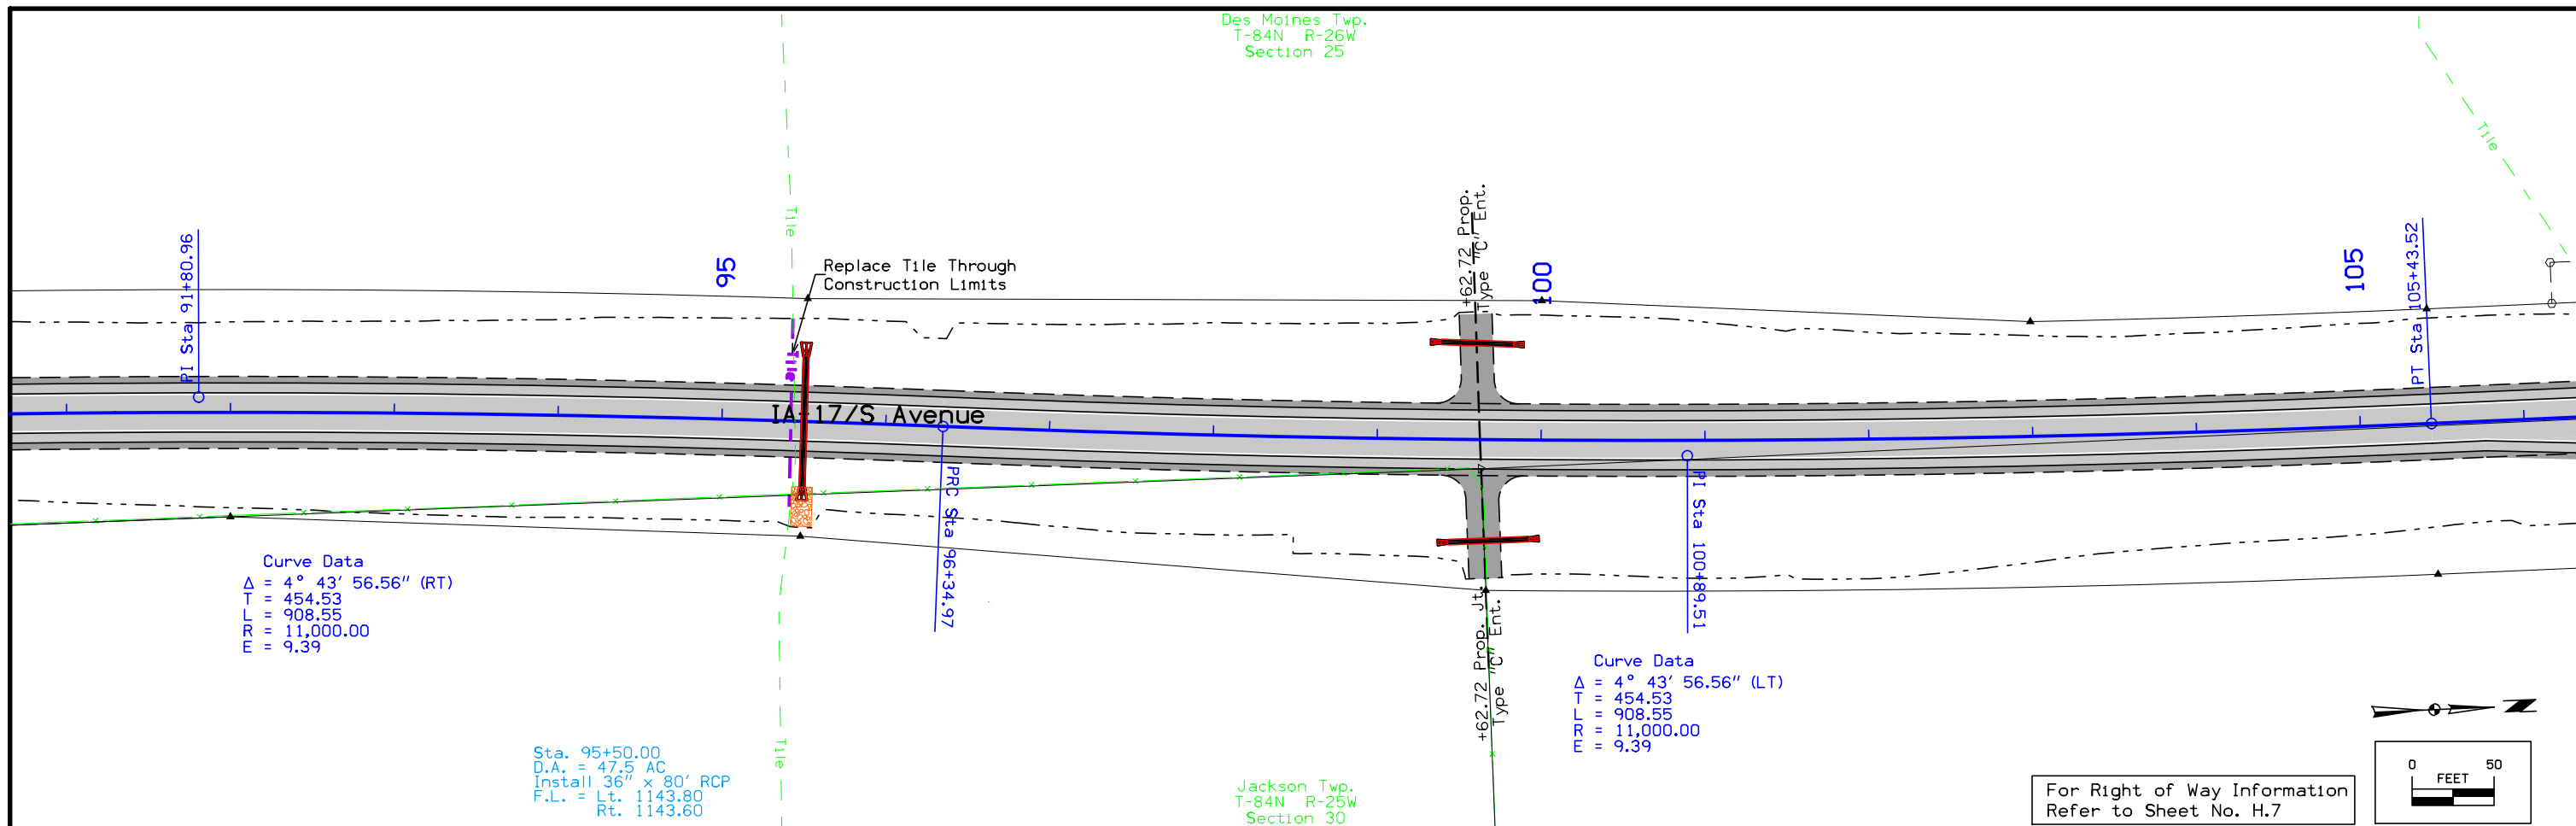 Des Moines Twp.
T-84N R-26W
Section 25
Tile
Tile
PI Sta 91+80.96
95
Replace Tile Through
Construction Limits
+62.72 Prop.
Type "C" Ent.
100
105
PT Sta 105+43.52
Tile
IA-17/S Avenue
PRC Sta 96+34.97
PI Sta 100+89.51
Curve Data
Δ = 4° 43' 56.56" (RT)
T = 454.53
L = 908.55
R = 11,000.00
E = 9.39
+62.72 Prop. Jt.
Type "C" Ent.
Curve Data
Δ = 4° 43' 56.56" (LT)
T = 454.53
L = 908.55
R = 11,000.00
E = 9.39
Tile
Sta. 95+50.00
D.A. = 47.5 AC
Install 36" x 80' RCP
F.L. = Lt. 1143.80
Rt. 1143.60
Jackson Twp.
T-84N R-25W
Section 30
For Right of Way Information
Refer to Sheet No. H.7
Z
0 50
FEET